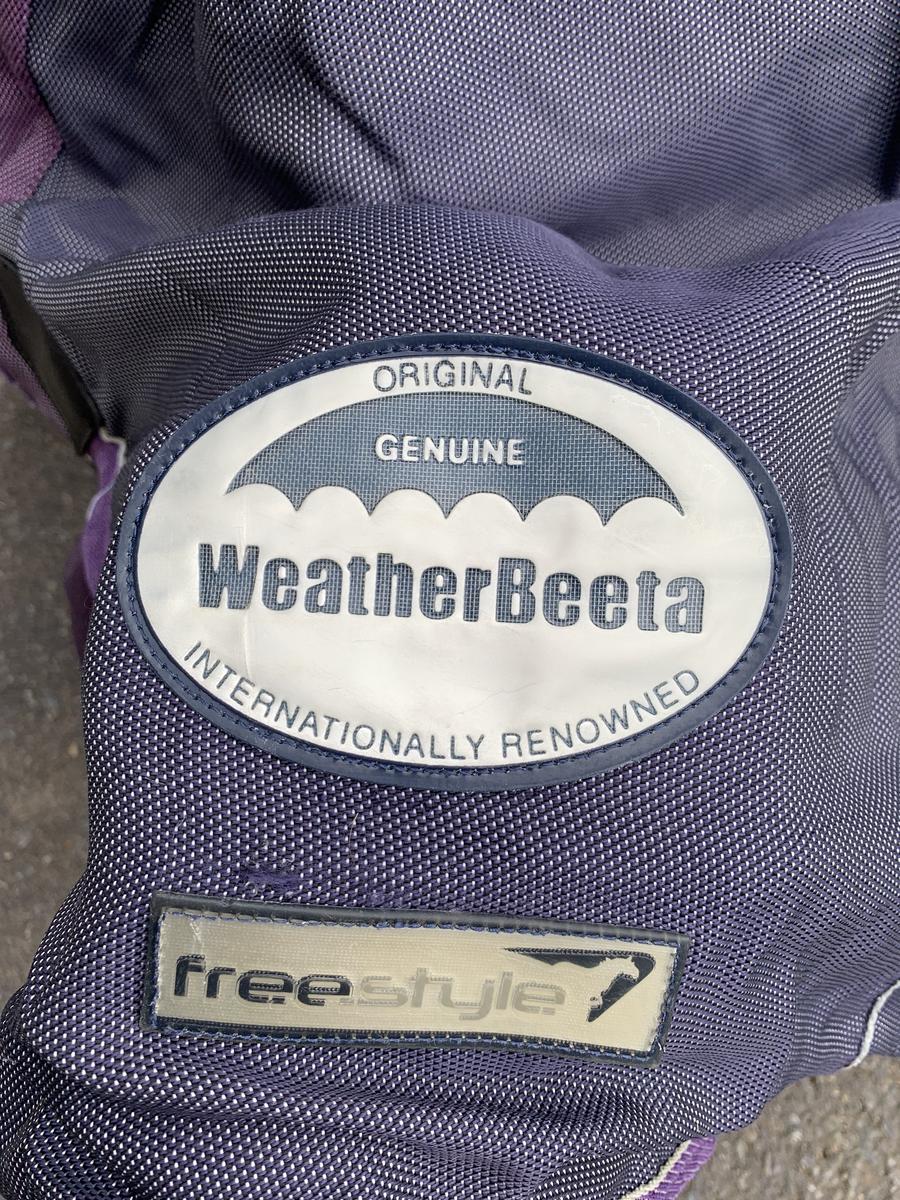 ORIGINAL
GENUINE
WeatherBeeta
INTERNATIONALLY RENOWNED
freestyle